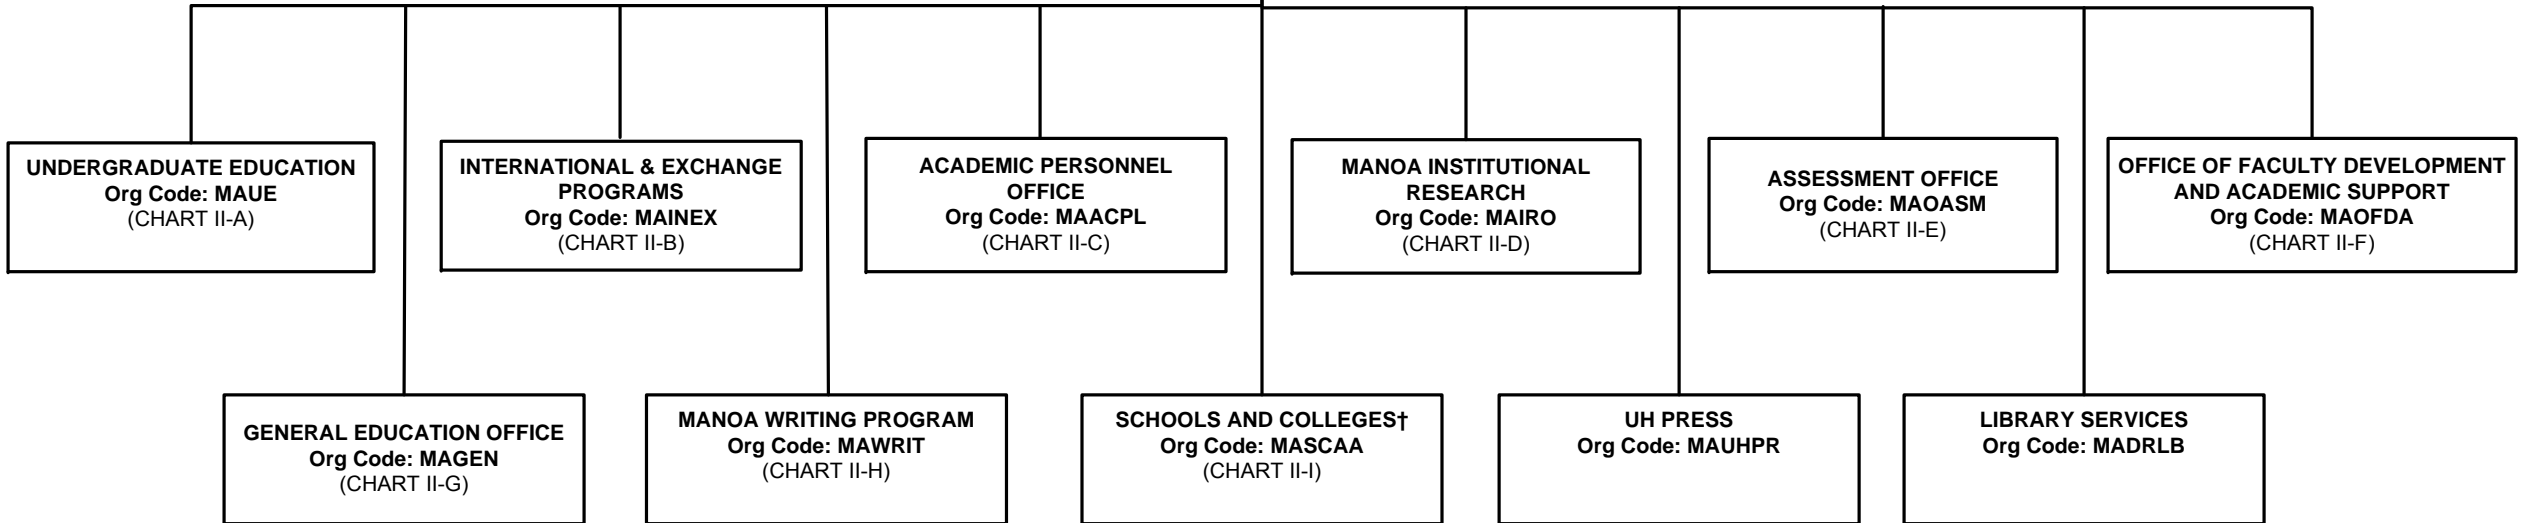 UNDERGRADUATE EDUCATION
Org Code: MAUE
(CHART II-A)
INTERNATIONAL & EXCHANGE
PROGRAMS
Org Code: MAINEX
(CHART II-B)
ACADEMIC PERSONNEL
OFFICE
Org Code: MAACPL
(CHART II-C)
MANOA INSTITUTIONAL
RESEARCH
Org Code: MAIRO
(CHART II-D)
ASSESSMENT OFFICE
Org Code: MAOASM
(CHART II-E)
OFFICE OF FACULTY DEVELOPMENT
AND ACADEMIC SUPPORT
Org Code: MAOFDA
(CHART II-F)
GENERAL EDUCATION OFFICE
Org Code: MAGEN
(CHART II-G)
MANOA WRITING PROGRAM
Org Code: MAWRIT
(CHART II-H)
SCHOOLS AND COLLEGES†
Org Code: MASCAA
(CHART II-I)
UH PRESS
Org Code: MAUHPR
LIBRARY SERVICES
Org Code: MADRLB